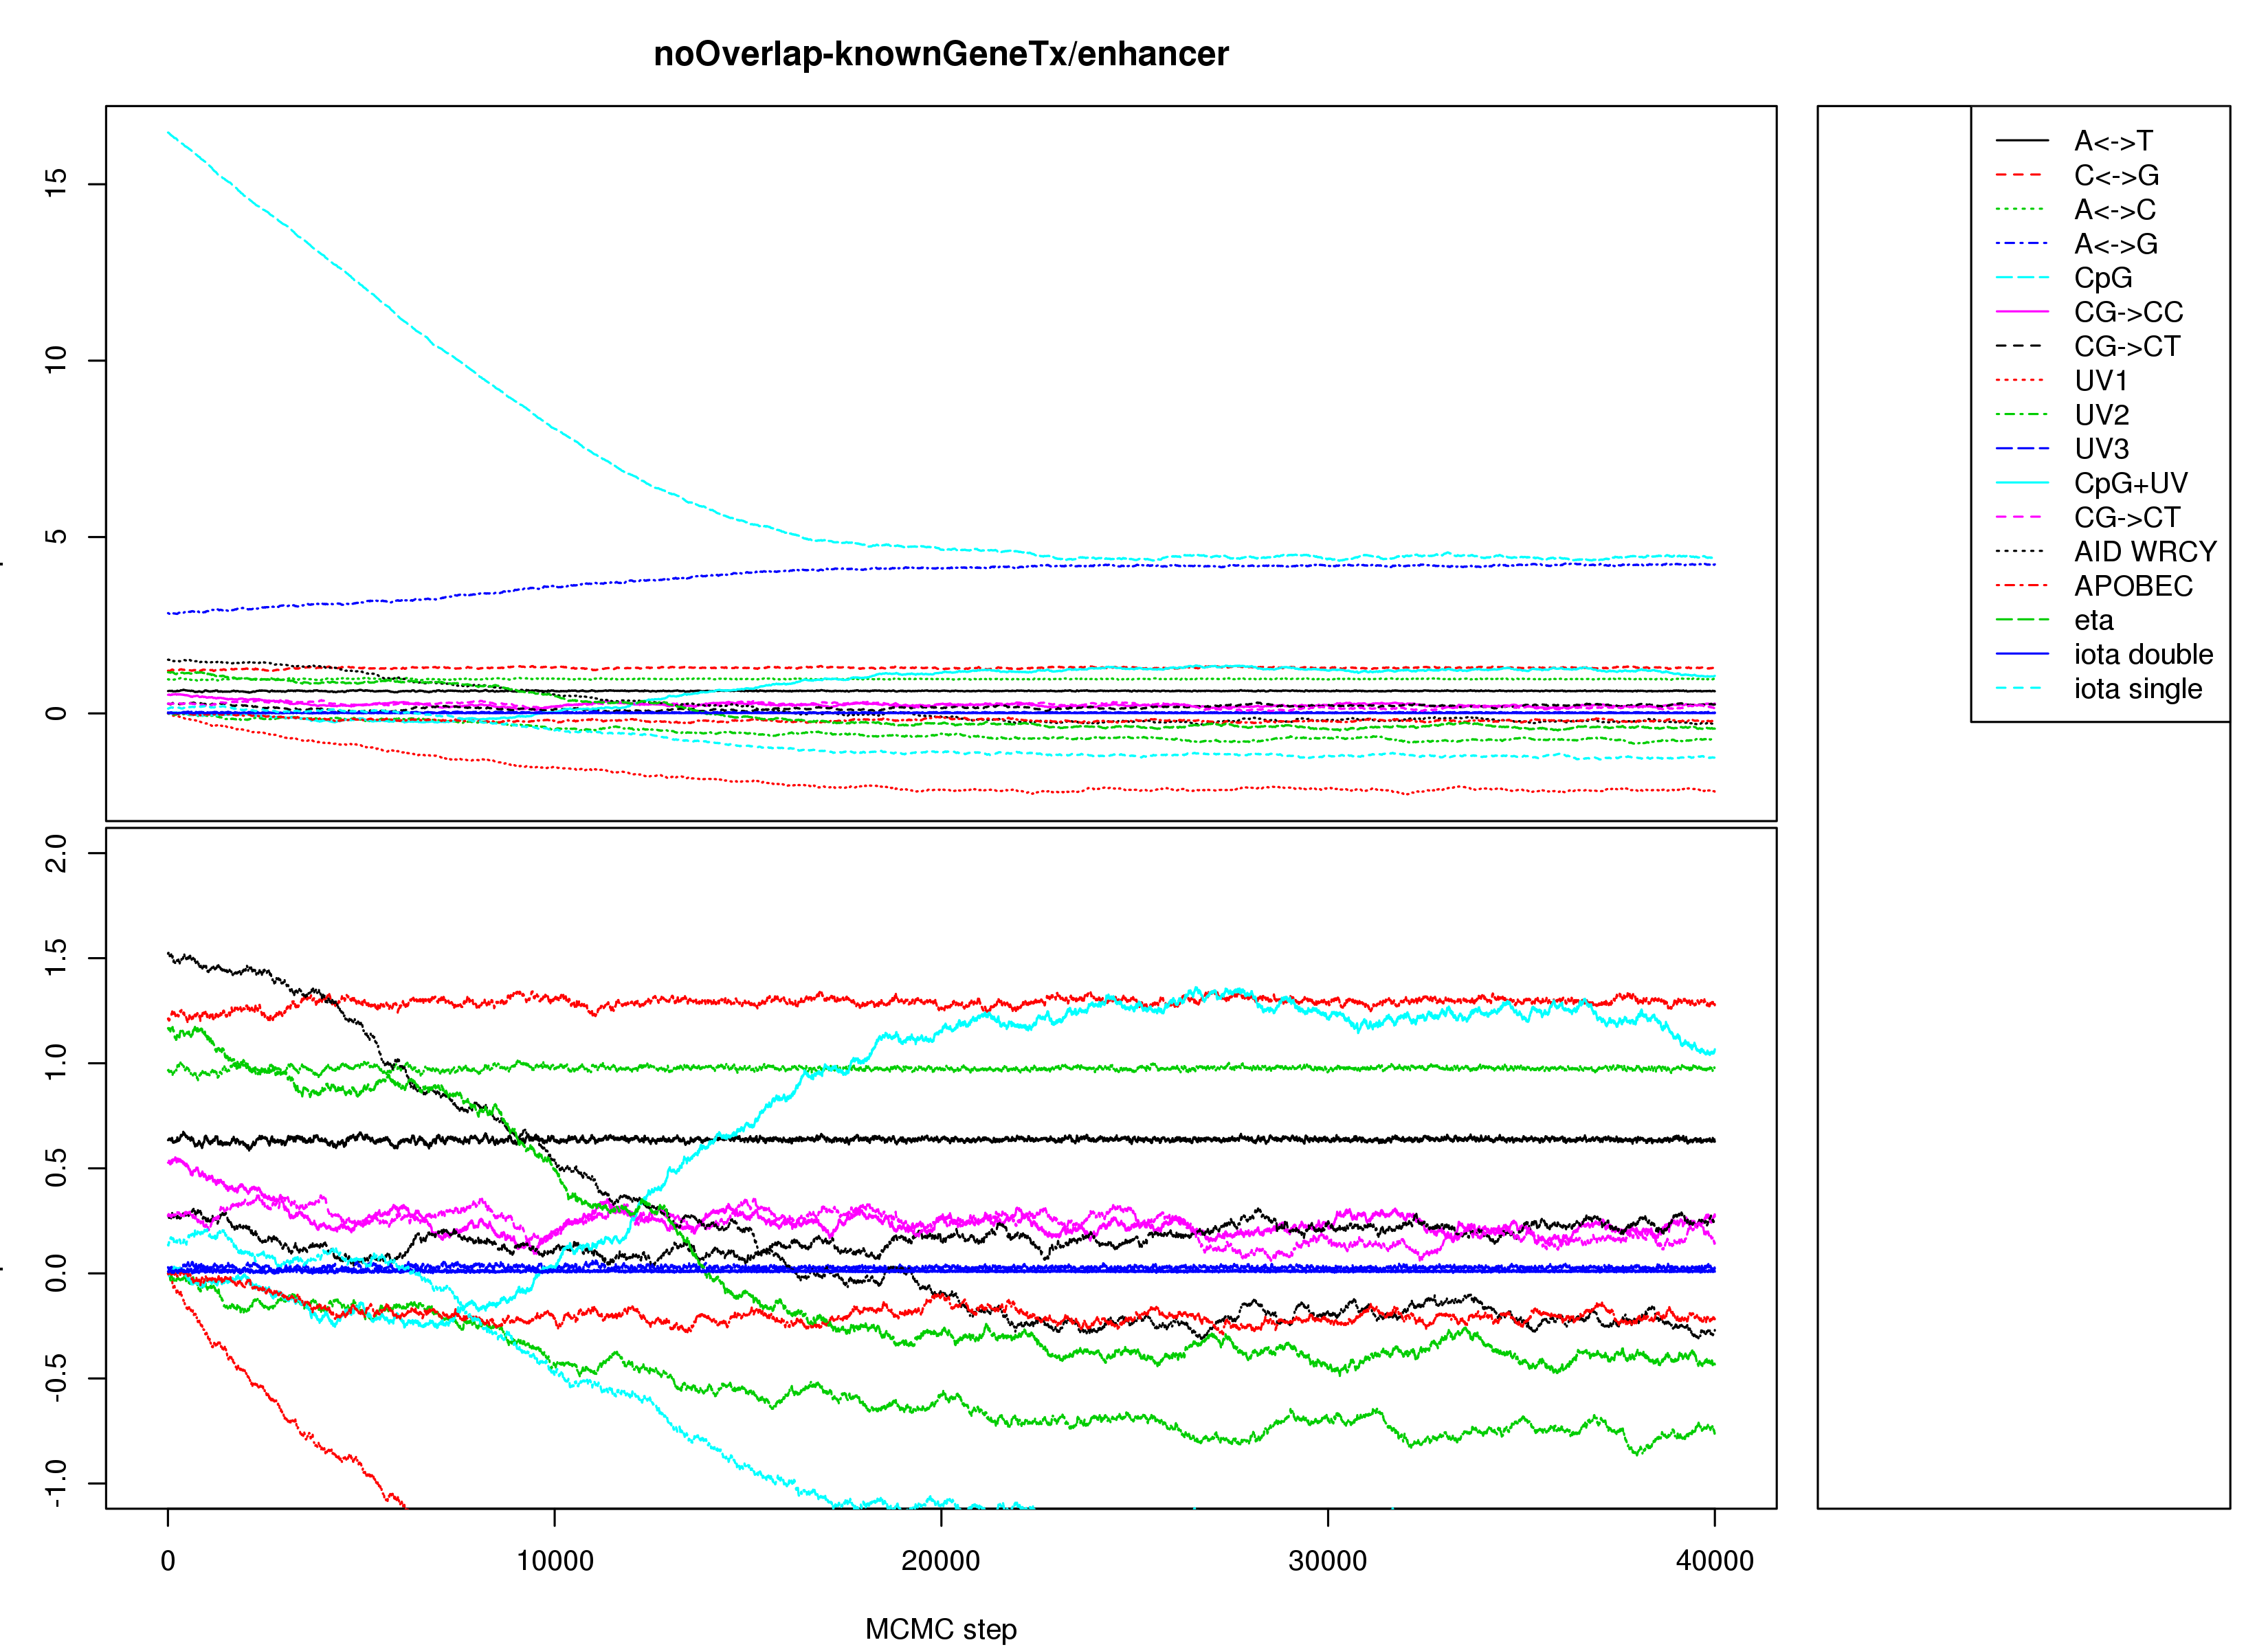 noOverlap-knownGeneTx/enhancer
15
10
5
0
2.0
1.5
1.0
0.5
0.0
-0.5
-1.0
0 10000 20000 30000 40000
MCMC step
A<->T
C<->G
A<->C
A<->G
CpG
CG->CC
CG->CT
UV1
UV2
UV3
CpG+UV
CG->CT
AID WRCY
APOBEC
eta
iota double
iota single